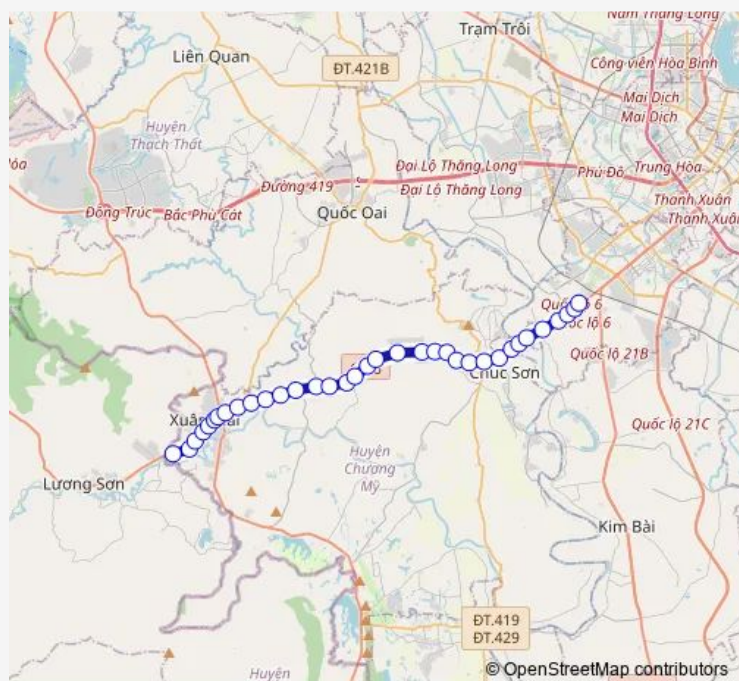 Nam Thăng Long
Trạm Trôi
Liên Quan
Công viên Hòa Bình
ĐT.421B
Mai Dịch
Mai Dịch
Huyện
Thạch Thất
Đại Lộ Thăng Long
Phú Đô
Trung Hòa
Đường 419
Đại Lộ Thăng Long
Thanh Xuân
Đồng Trúc
Bắc Phú Cát
Quốc Oai
Thanh Xuân
Quốc lộ 6
Quốc lộ 21B
Chúc Sơn
Quốc lộ 21C
Huyện
Chương
Mỹ
Lương Sơn
Kim Bài
ĐT.419
ĐT.429
Huyện
© OpenStreetMap contributors